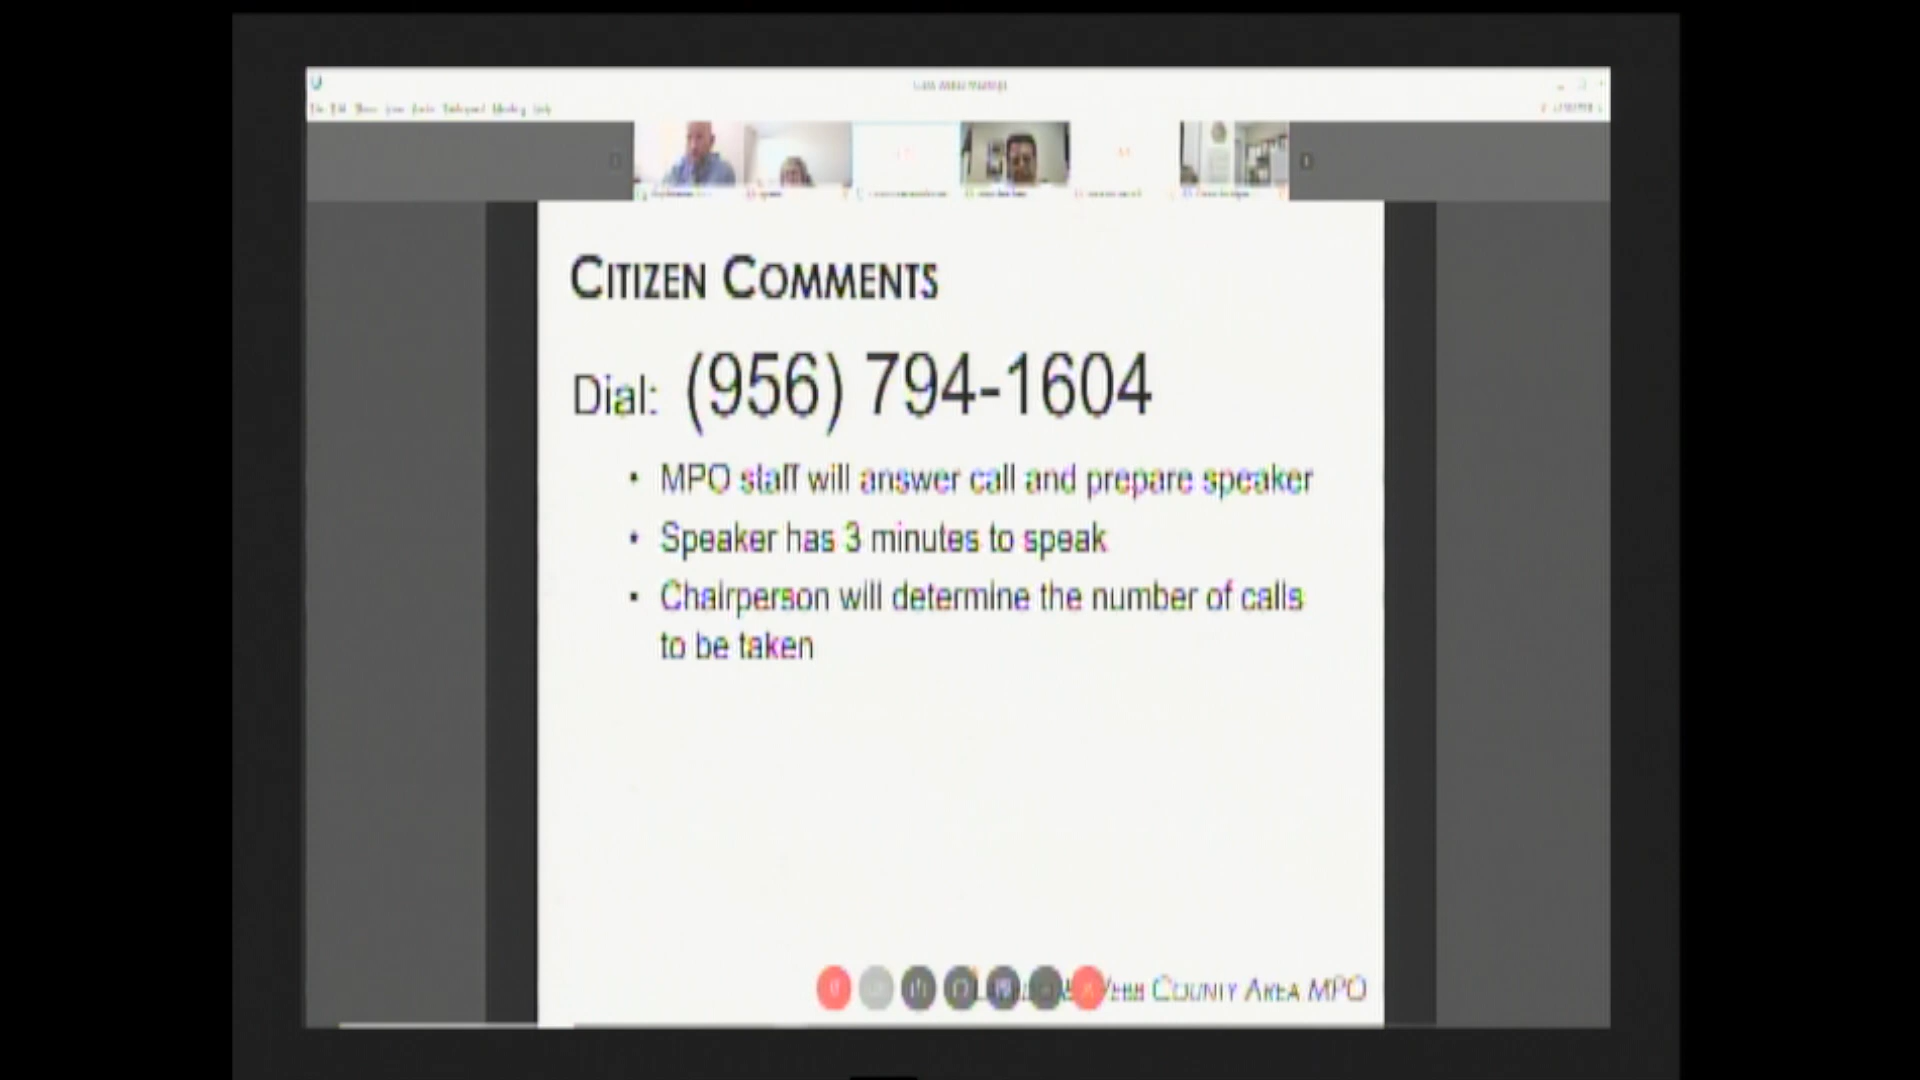 CITIZEN COMMENTS
Dial: (956) 794-1604
• MPO staff will answer call and prepare speaker
• Speaker has 3 minutes to speak
• Chairperson will determine the number of calls
to be taken
COUNTY AREA MPO